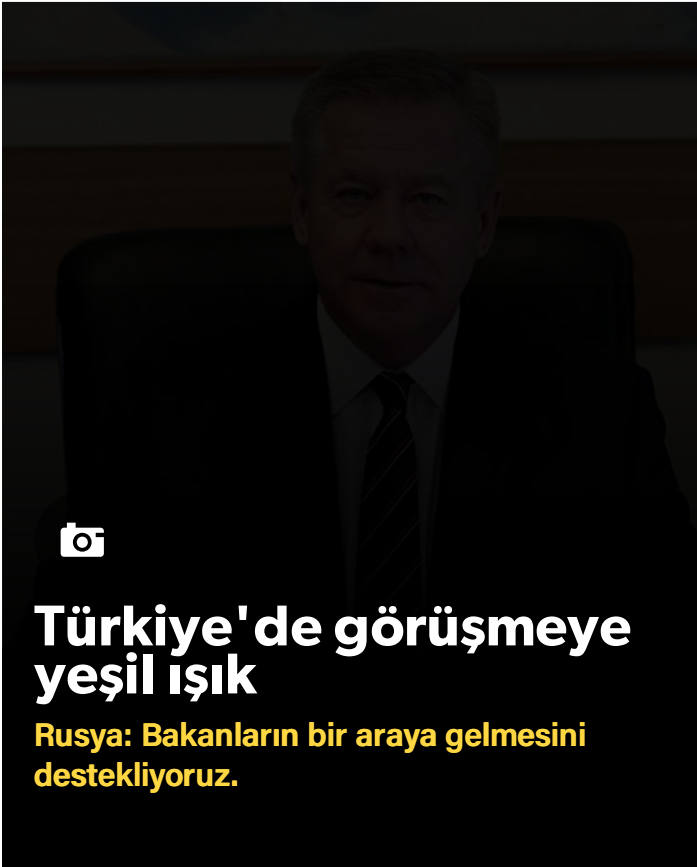 Türkiye'de görüşmeye
yeşil ışık
Rusya: Bakanların bir araya gelmesini
destekliyoruz.